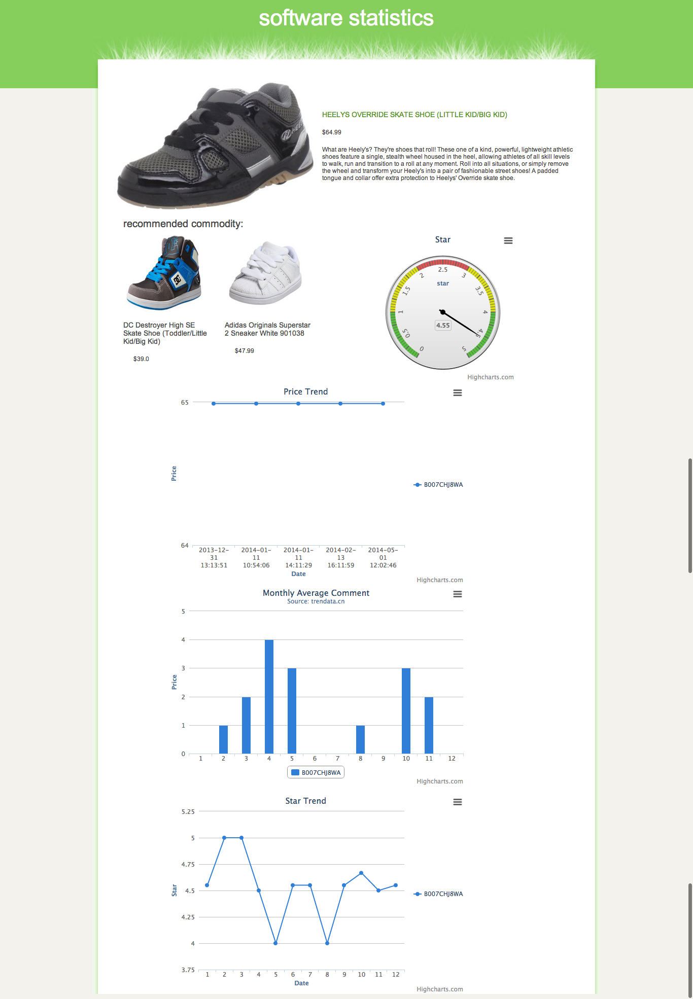 software statistics
HEELYS OVERRIDE SKATE SHOE (LITTLE KID/BIG KID)
$64.99
What are Heely's? They're shoes that roll! These one of a kind, powerful, lightweight athletic
shoes feature a single, stealth wheel housed in the heel, allowing athletes of all skill levels
to walk, run and transition to a roll at any moment. Roll into all situations, or simply remove
the wheel and transform your Heely's into a pair of fashionable street shoes! A padded
tongue and collar offer extra protection to Heelys' Override skate shoe.
recommended commodity:
DC Destroyer High SE
Skate Shoe (Toddler/Little
Kid/Big Kid)
$39.0
Adidas Originals Superstar
2 Sneaker White 901038
$47.99
Star
0
0.5
1
1.5
2
2.5
3
3.5
4
4.5
5
star
4.55
Highcharts.com
Price Trend
65
Price
64
2013-12-31 13:13:51
2014-01-11 10:54:06
2014-01-11 14:11:29
2014-02-13 16:11:59
2014-05-01 12:02:46
Date
B007CHJ8WA
Highcharts.com
Monthly Average Comment
Source: trendata.cn
5
4
3
2
1
0
Price
1 2 3 4 5 6 7 8 9 10 11 12
B007CHJ8WA
Highcharts.com
Star Trend
5.25
5
4.75
4.5
4.25
4
3.75
Star
1 2 3 4 5 6 7 8 9 10 11 12
Date
B007CHJ8WA
Highcharts.com